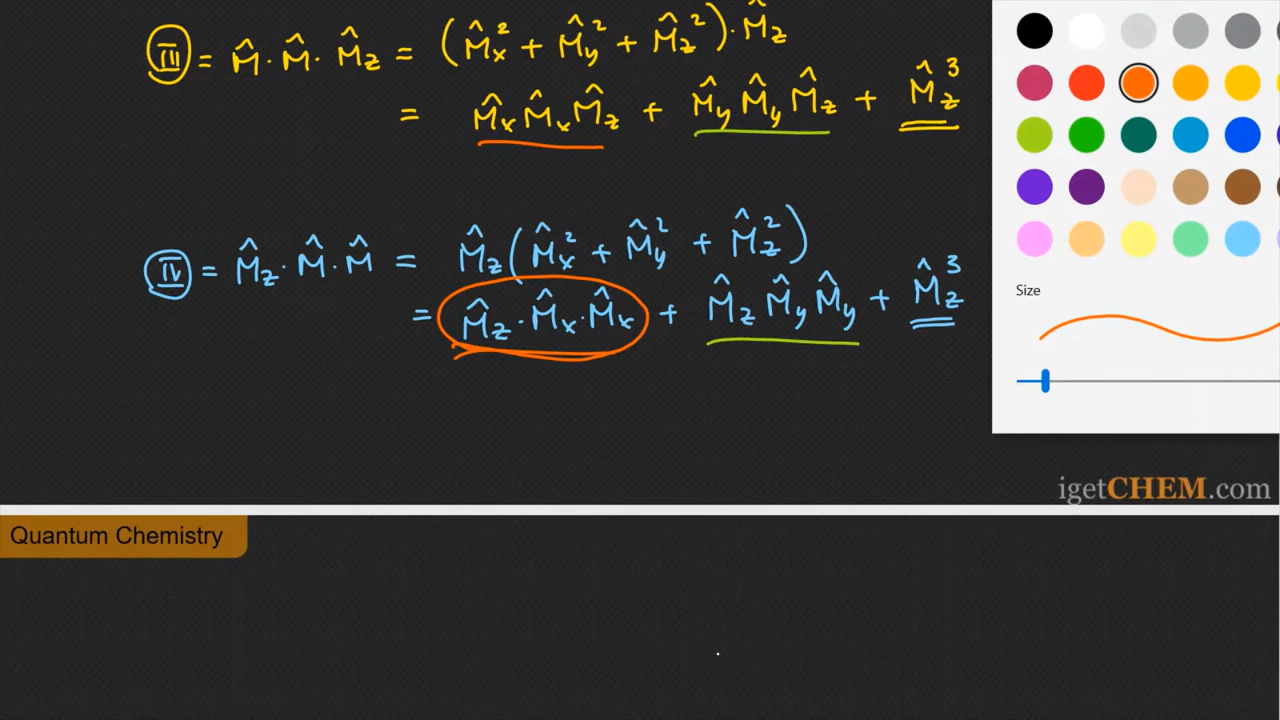 III = M̂ · M̂ · M̂z = (M̂x² + M̂y² + M̂z²) · M̂z
= M̂x M̂x M̂z + M̂y M̂y M̂z + M̂z³
IV = M̂z · M̂ · M̂ = M̂z (M̂x² + M̂y² + M̂z²)
Size
= M̂z · M̂x · M̂x + M̂z M̂y M̂y + M̂z³
igetCHEM.com
Quantum Chemistry